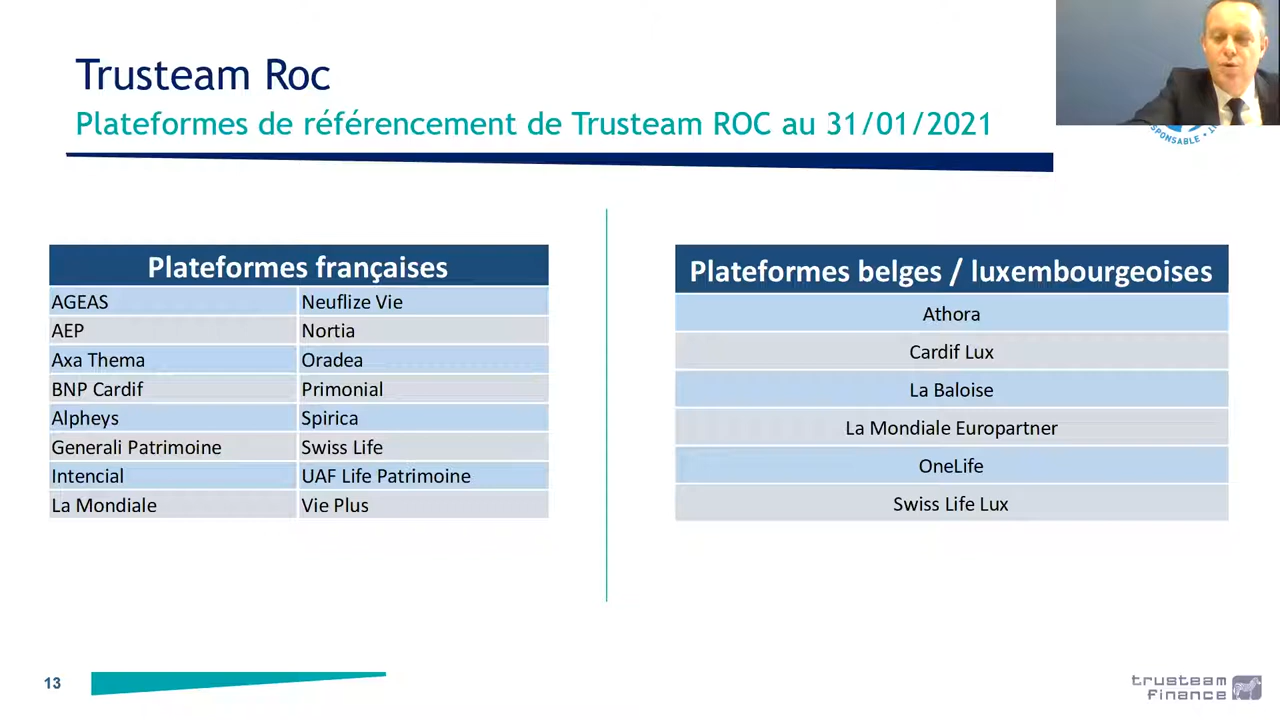 Trusteam Roc
Plateformes de référencement de Trusteam ROC au 31/01/2021
RESPONSABLE •
Plateformes françaises
AGEAS Neuflize Vie
AEP Nortia
Axa Thema Oradea
BNP Cardif Primonial
Alpheys Spirica
Generali Patrimoine Swiss Life
Intencial UAF Life Patrimoine
La Mondiale Vie Plus
Plateformes belges / luxembourgeoises
Athora
Cardif Lux
La Baloise
La Mondiale Europartner
OneLife
Swiss Life Lux
13
trusteam
finance